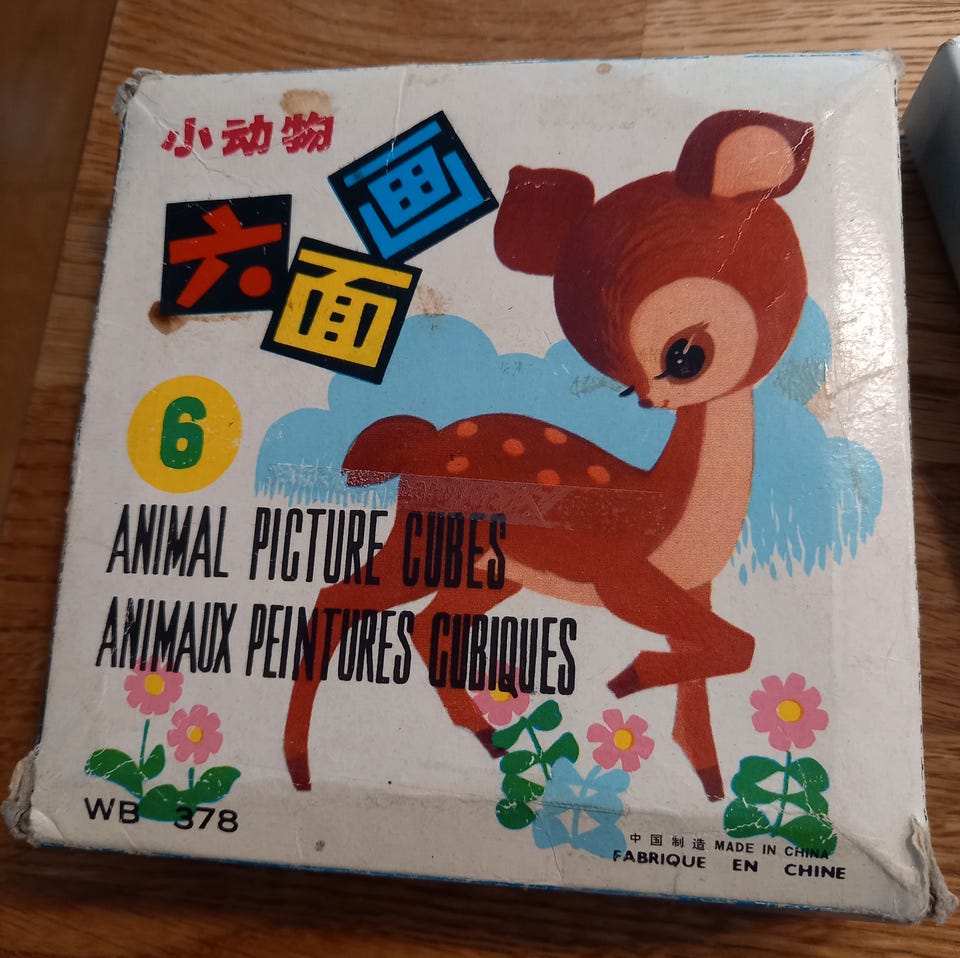 小动物
六面画
6
ANIMAL PICTURE CUBES
ANIMAUX PEINTURES CUBIQUES
WB 378
中国制造 MADE IN CHINA
FABRIQUE EN CHINE